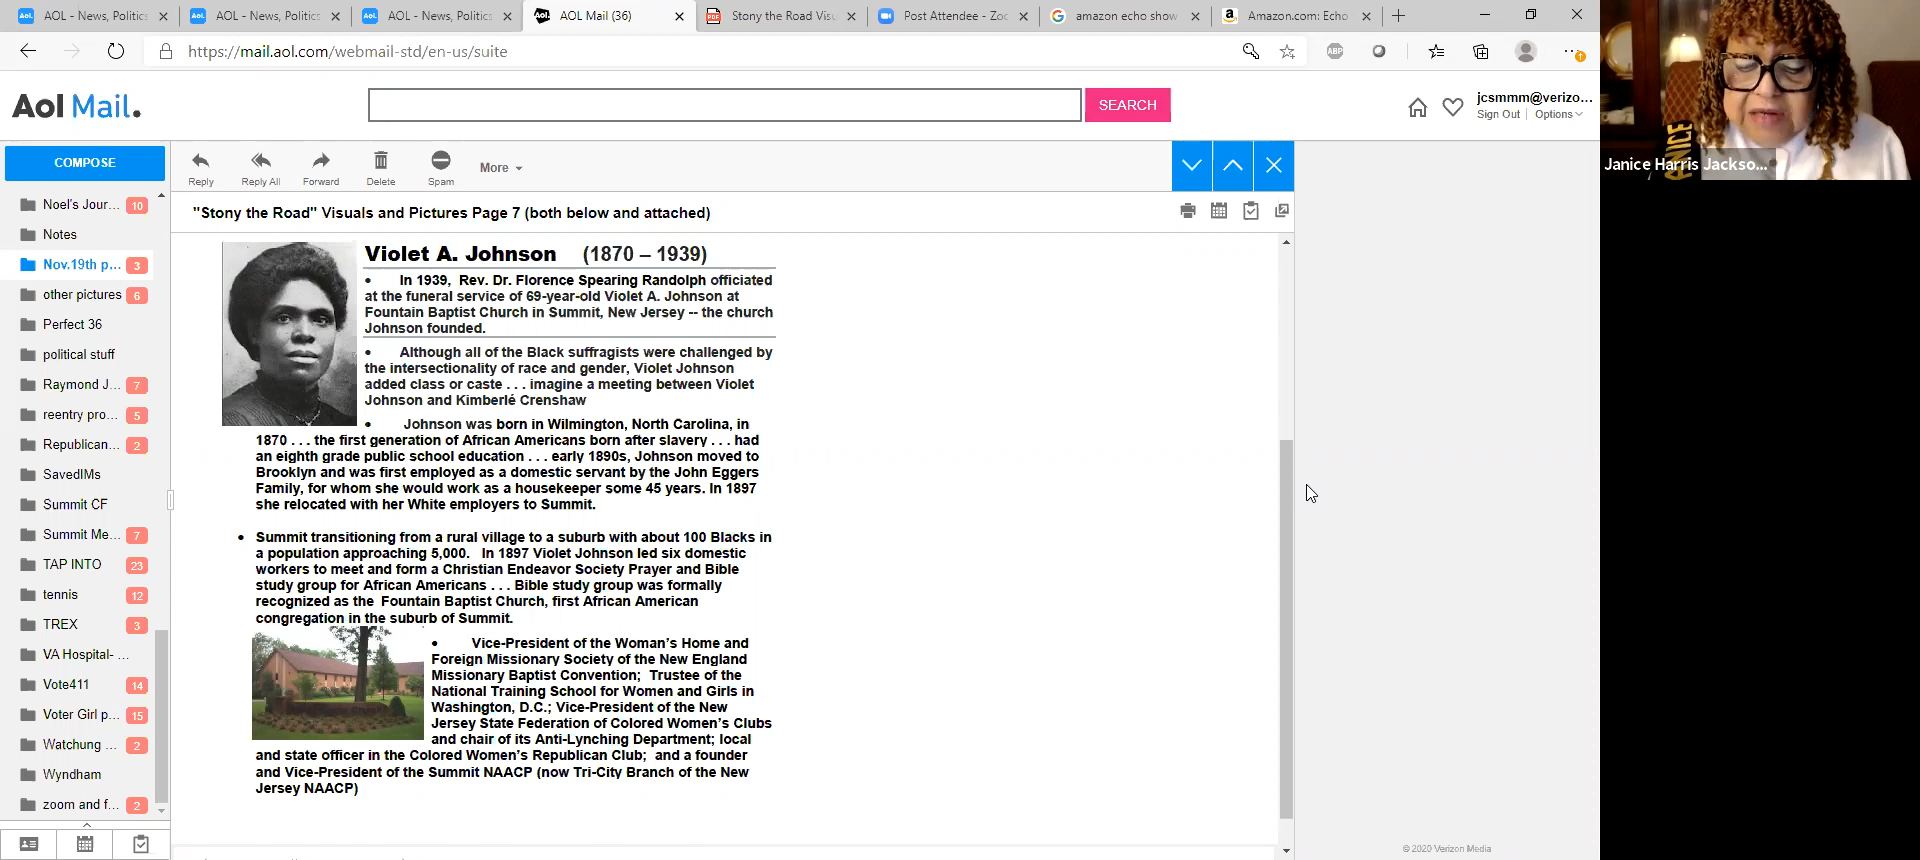 AOL - News, Politics
AOL - News, Politics
AOL - News, Politics
AOL Mail (36)
Stony the Road Visu
Post Attendee - Zoo
amazon echo show
Amazon.com: Echo
https://mail.aol.com/webmail-std/en-us/suite
Aol Mail.
SEARCH
jcsmmm@verizo...
Sign Out | Options
COMPOSE
Reply
Reply All
Forward
Delete
Spam
More
Noel's Jour... 10
Notes
Nov.19th p... 3
other pictures 6
Perfect 36
political stuff
Raymond J... 7
reentry pro... 5
Republican... 2
SavedIMs
Summit CF
Summit Me... 7
TAP INTO 23
tennis 12
TREX 3
VA Hospital- ...
Vote411 14
Voter Girl p... 15
Watchung ... 2
Wyndham
zoom and f... 2
"Stony the Road" Visuals and Pictures Page 7 (both below and attached)
Violet A. Johnson (1870 – 1939)
• In 1939, Rev. Dr. Florence Spearing Randolph officiated
at the funeral service of 69-year-old Violet A. Johnson at
Fountain Baptist Church in Summit, New Jersey -- the church
Johnson founded.
• Although all of the Black suffragists were challenged by
the intersectionality of race and gender, Violet Johnson
added class or caste . . . imagine a meeting between Violet
Johnson and Kimberlé Crenshaw
• Johnson was born in Wilmington, North Carolina, in
1870 . . . the first generation of African Americans born after slavery . . . had
an eighth grade public school education . . . early 1890s, Johnson moved to
Brooklyn and was first employed as a domestic servant by the John Eggers
Family, for whom she would work as a housekeeper some 45 years. In 1897
she relocated with her White employers to Summit.
• Summit transitioning from a rural village to a suburb with about 100 Blacks in
a population approaching 5,000. In 1897 Violet Johnson led six domestic
workers to meet and form a Christian Endeavor Society Prayer and Bible
study group for African Americans . . . Bible study group was formally
recognized as the Fountain Baptist Church, first African American
congregation in the suburb of Summit.
• Vice-President of the Woman's Home and
Foreign Missionary Society of the New England
Missionary Baptist Convention; Trustee of the
National Training School for Women and Girls in
Washington, D.C.; Vice-President of the New
Jersey State Federation of Colored Women's Clubs
and chair of its Anti-Lynching Department; local
and state officer in the Colored Women's Republican Club; and a founder
and Vice-President of the Summit NAACP (now Tri-City Branch of the New
Jersey NAACP)
© 2020 Verizon Media
Janice Harris Jackso...